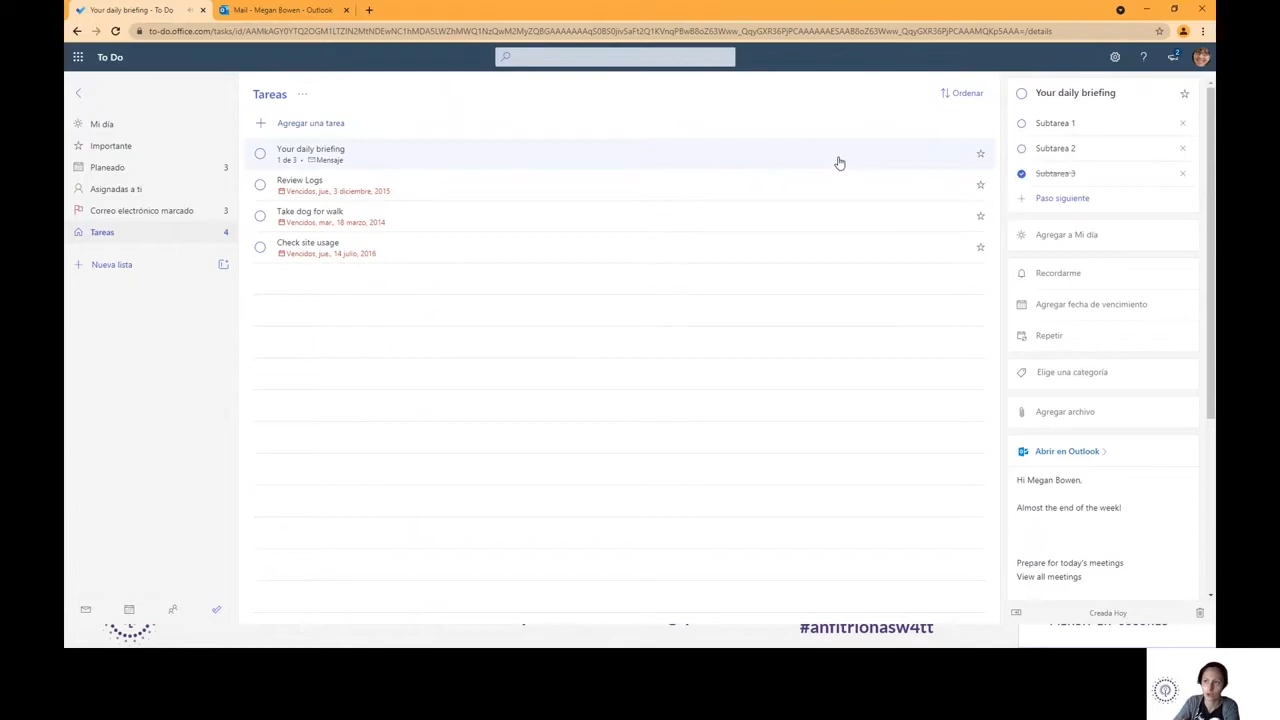 Your daily briefing - To Do
Mail - Megan Bowen - Outlook
To Do
Mi día
Importante
Planeado 3
Asignadas a ti
Correo electrónico marcado 3
Tareas 4
Nueva lista
Tareas
Ordenar
Agregar una tarea
Your daily briefing
1 de 3 • Mensaje
Review Logs
Vencidos, jue., 3 diciembre, 2015
Take dog for walk
Vencidos, mar., 18 marzo, 2014
Check site usage
Vencidos, jue., 14 julio, 2016
2
Your daily briefing
Subtarea 1
Subtarea 2
Subtarea 3
Paso siguiente
Agregar a Mi día
Recordarme
Agregar fecha de vencimiento
Repetir
Elige una categoría
Agregar archivo
Abrir en Outlook
Hi Megan Bowen,
Almost the end of the week!
Prepare for today's meetings
View all meetings
Creada Hoy
#anfitrionasw4tt